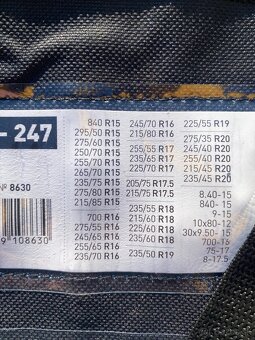 - 247
Nº 8630
9 108630
840 R15
295/50 R15
275/60 R15
250/70 R15
255/70 R15
265/70 R15
235/75 R15
215/80 R15
215/85 R15
700 R16
275/55 R16
245/65 R16
255/65 R16
235/70 R16
245/70 R16
215/80 R16
255/55 R17
235/65 R17
225/70 R17
205/75 R17.5
215/75 R17.5
235/55 R18
215/60 R18
225/60 R18
235/60 R18
235/50 R19
225/55 R19
275/35 R20
245/40 R20
255/40 R20
215/45 R20
235/45 R20
8.40- 15
840- 15
9-15
10x80 -12
30x9.50- 15
700-16
75-17
8-17.5